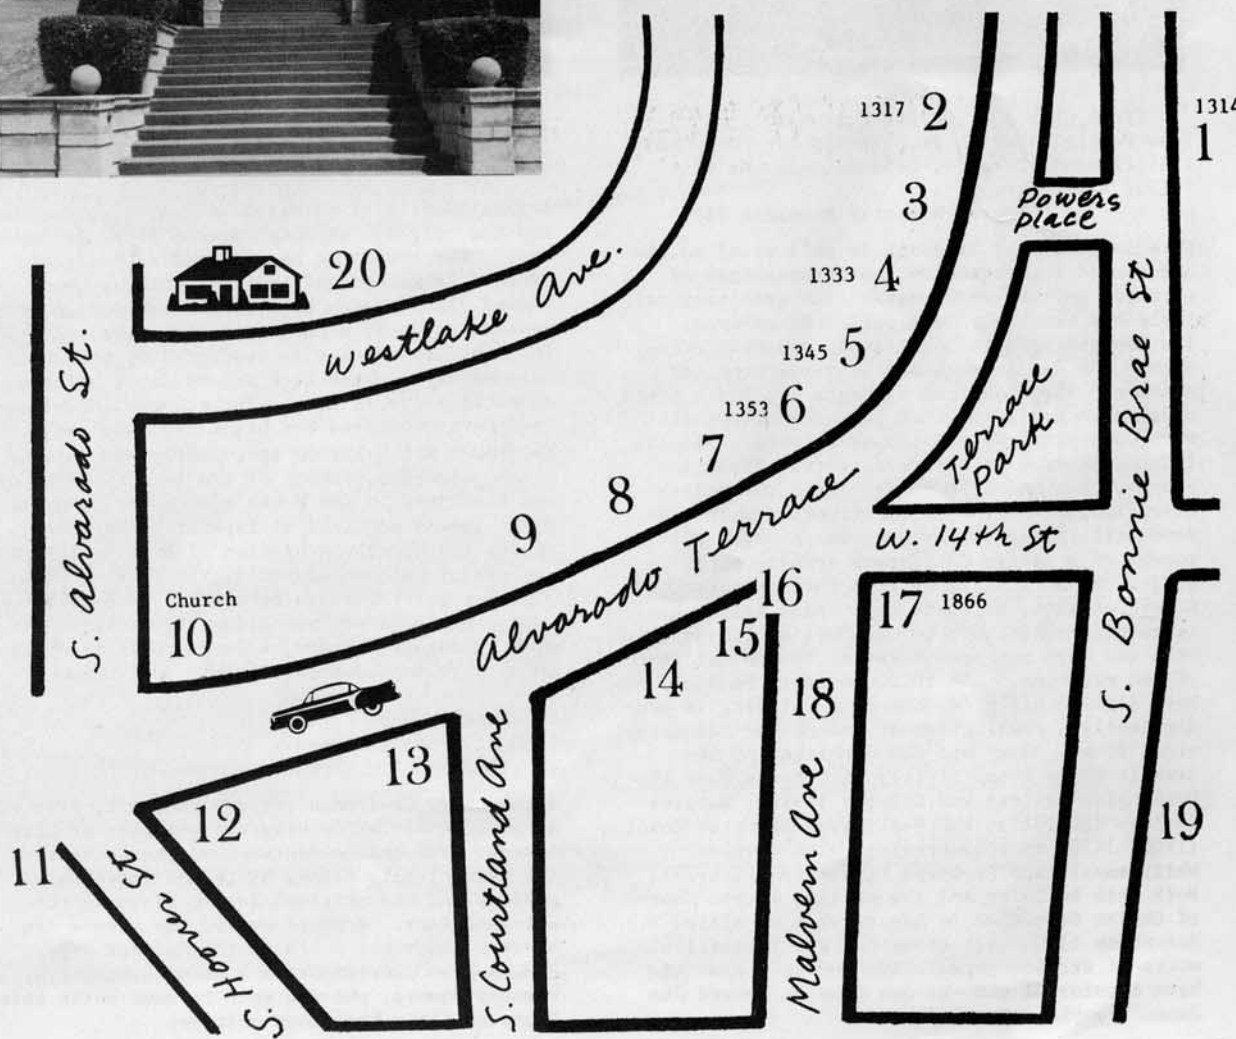 1317 2
1314
1
3
Powers
place
1333 4
20
Westlake Ave.
1345 5
1353 6
S. Alvarado St.
7
Terrace
Park
S. Bonnie Brae St
8
9
Alvarado Terrace
W. 14th St
Church
10
16
15
17 1866
14
18
13
12
11
S. Hoover St
S. Courtland Ave
Malvern Ave
19